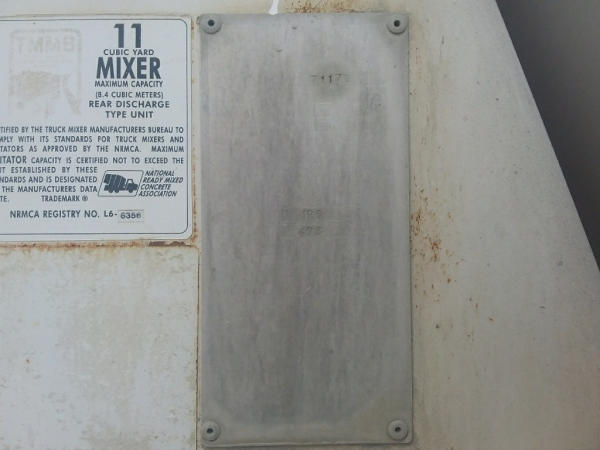 11
CUBIC YARD
MIXER
MAXIMUM CAPACITY
(8.4 CUBIC METERS)
REAR DISCHARGE
TYPE UNIT
TIFIED BY THE TRUCK MIXER MANUFACTURERS BUREAU TO
MPLY WITH ITS STANDARDS FOR TRUCK MIXERS AND
TATORS AS APPROVED BY THE NRMCA. MAXIMUM
ITATOR CAPACITY IS CERTIFIED NOT TO EXCEED THE
IT ESTABLISHED BY THESE
NDARDS AND IS DESIGNATED
THE MANUFACTURERS DATA
TE. TRADEMARK ®
NATIONAL
READY MIXED
CONCRETE
ASSOCIATION
NRMCA REGISTRY NO. L6-6356